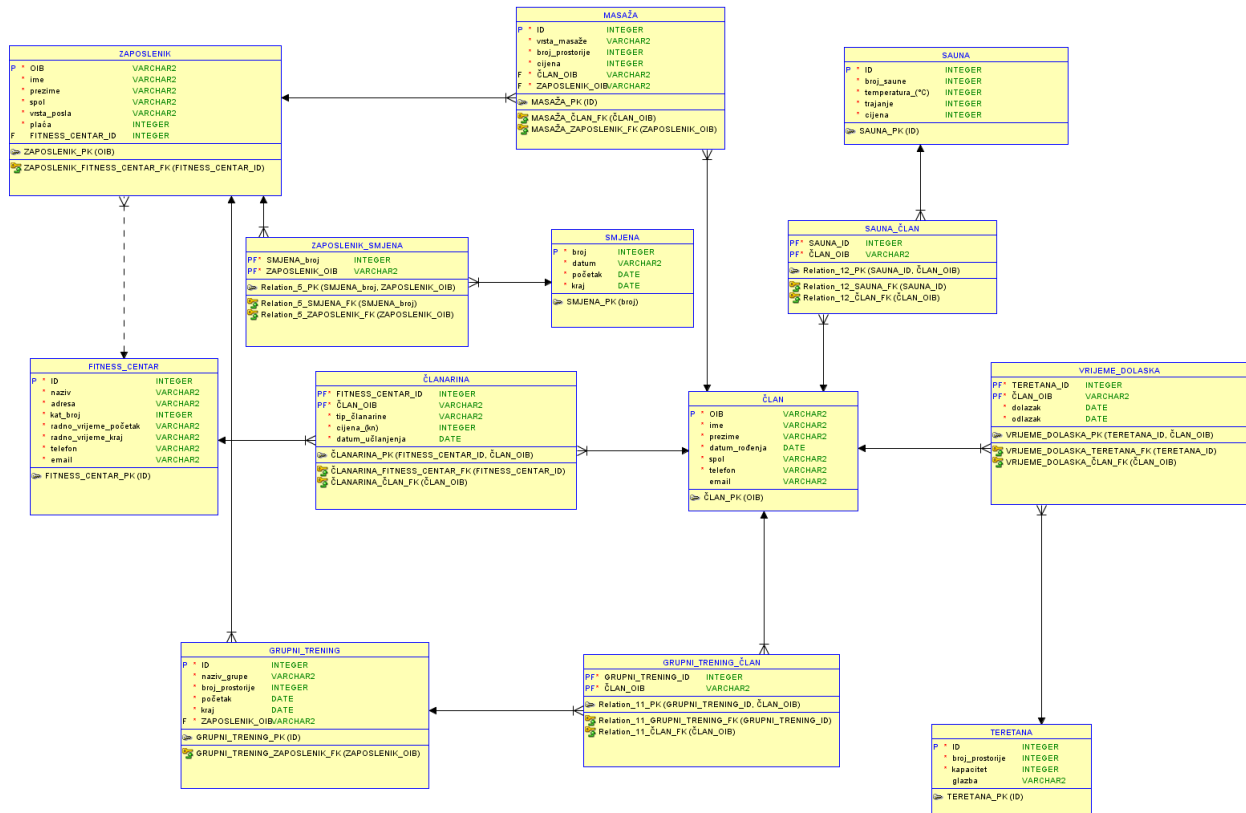 MASAŽA
P * ID INTEGER
* vrsta_masaže VARCHAR2
* broj_prostorije INTEGER
* cijena INTEGER
F * ČLAN_OIB VARCHAR2
F * ZAPOSLENIK_OIB VARCHAR2
MASAŽA_PK (ID)
MASAŽA_ČLAN_FK (ČLAN_OIB)
MASAŽA_ZAPOSLENIK_FK (ZAPOSLENIK_OIB)
ZAPOSLENIK
P * OIB VARCHAR2
* ime VARCHAR2
* prezime VARCHAR2
* spol VARCHAR2
* vrsta_posla VARCHAR2
* plaća INTEGER
F FITNESS_CENTAR_ID INTEGER
ZAPOSLENIK_PK (OIB)
ZAPOSLENIK_FITNESS_CENTAR_FK (FITNESS_CENTAR_ID)
SAUNA
P * ID INTEGER
* broj_saune INTEGER
* temperatura_(°C) INTEGER
* trajanje INTEGER
* cijena INTEGER
SAUNA_PK (ID)
ZAPOSLENIK_SMJENA
PF* SMJENA_broj INTEGER
PF* ZAPOSLENIK_OIB VARCHAR2
Relation_5_PK (SMJENA_broj, ZAPOSLENIK_OIB)
Relation_5_SMJENA_FK (SMJENA_broj)
Relation_5_ZAPOSLENIK_FK (ZAPOSLENIK_OIB)
SMJENA
P * broj INTEGER
* datum VARCHAR2
* početak DATE
* kraj DATE
SMJENA_PK (broj)
SAUNA_ČLAN
PF* SAUNA_ID INTEGER
PF* ČLAN_OIB VARCHAR2
Relation_12_PK (SAUNA_ID, ČLAN_OIB)
Relation_12_SAUNA_FK (SAUNA_ID)
Relation_12_ČLAN_FK (ČLAN_OIB)
FITNESS_CENTAR
P * ID INTEGER
* naziv VARCHAR2
* adresa VARCHAR2
* kat_broj INTEGER
* radno_vrijeme_početak VARCHAR2
* radno_vrijeme_kraj VARCHAR2
* telefon VARCHAR2
* email VARCHAR2
FITNESS_CENTAR_PK (ID)
ČLANARINA
PF* FITNESS_CENTAR_ID INTEGER
PF* ČLAN_OIB VARCHAR2
* tip_članarine VARCHAR2
* cijena_(kn) INTEGER
* datum_učlanjenja DATE
ČLANARINA_PK (FITNESS_CENTAR_ID, ČLAN_OIB)
ČLANARINA_FITNESS_CENTAR_FK (FITNESS_CENTAR_ID)
ČLANARINA_ČLAN_FK (ČLAN_OIB)
ČLAN
P * OIB VARCHAR2
* ime VARCHAR2
* prezime VARCHAR2
* datum_rođenja DATE
* spol VARCHAR2
* telefon VARCHAR2
email VARCHAR2
ČLAN_PK (OIB)
VRIJEME_DOLASKA
PF* TERETANA_ID INTEGER
PF* ČLAN_OIB VARCHAR2
* dolazak DATE
* odlazak DATE
VRIJEME_DOLASKA_PK (TERETANA_ID, ČLAN_OIB)
VRIJEME_DOLASKA_TERETANA_FK (TERETANA_ID)
VRIJEME_DOLASKA_ČLAN_FK (ČLAN_OIB)
GRUPNI_TRENING
P * ID INTEGER
* naziv_grupe VARCHAR2
* broj_prostorije INTEGER
* početak DATE
* kraj DATE
F * ZAPOSLENIK_OIB VARCHAR2
GRUPNI_TRENING_PK (ID)
GRUPNI_TRENING_ZAPOSLENIK_FK (ZAPOSLENIK_OIB)
GRUPNI_TRENING_ČLAN
PF* GRUPNI_TRENING_ID INTEGER
PF* ČLAN_OIB VARCHAR2
Relation_11_PK (GRUPNI_TRENING_ID, ČLAN_OIB)
Relation_11_GRUPNI_TRENING_FK (GRUPNI_TRENING_ID)
Relation_11_ČLAN_FK (ČLAN_OIB)
TERETANA
P * ID INTEGER
* broj_prostorije INTEGER
* kapacitet INTEGER
glazba VARCHAR2
TERETANA_PK (ID)